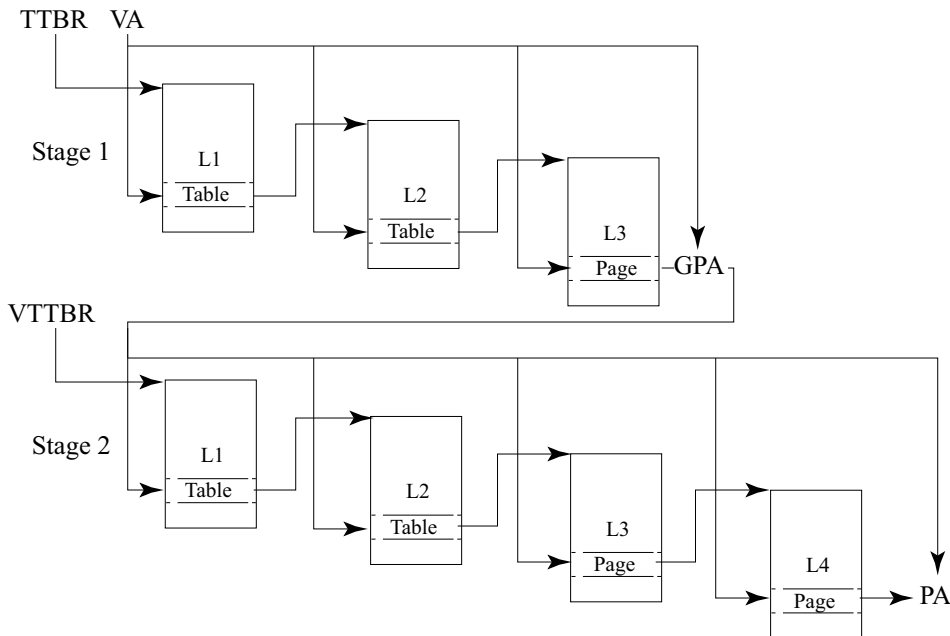 TTBR VA
Stage 1
L1
Table
L2
Table
L3
Page
GPA
VTTBR
Stage 2
L1
Table
L2
Table
L3
Page
L4
Page
PA